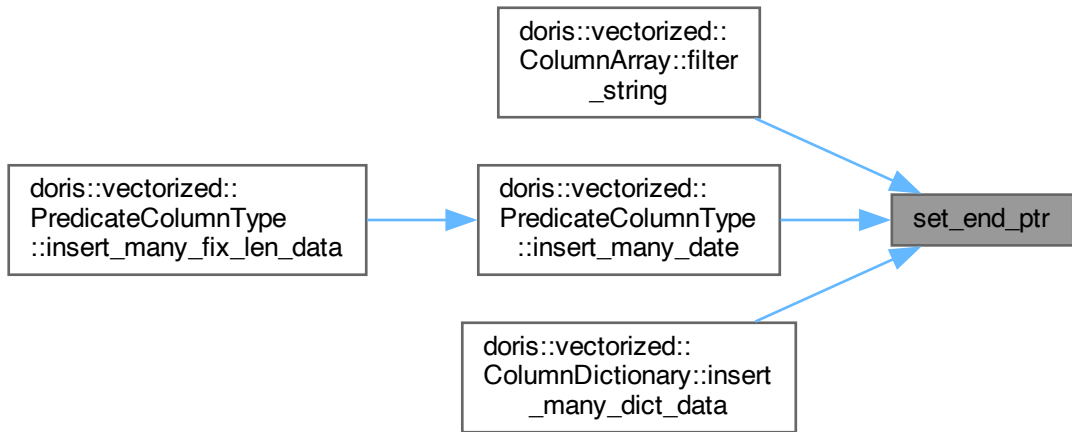 doris::vectorized::
ColumnArray::filter
_string
doris::vectorized::
PredicateColumnType
::insert_many_fix_len_data
doris::vectorized::
PredicateColumnType
::insert_many_date
set_end_ptr
doris::vectorized::
ColumnDictionary::insert
_many_dict_data